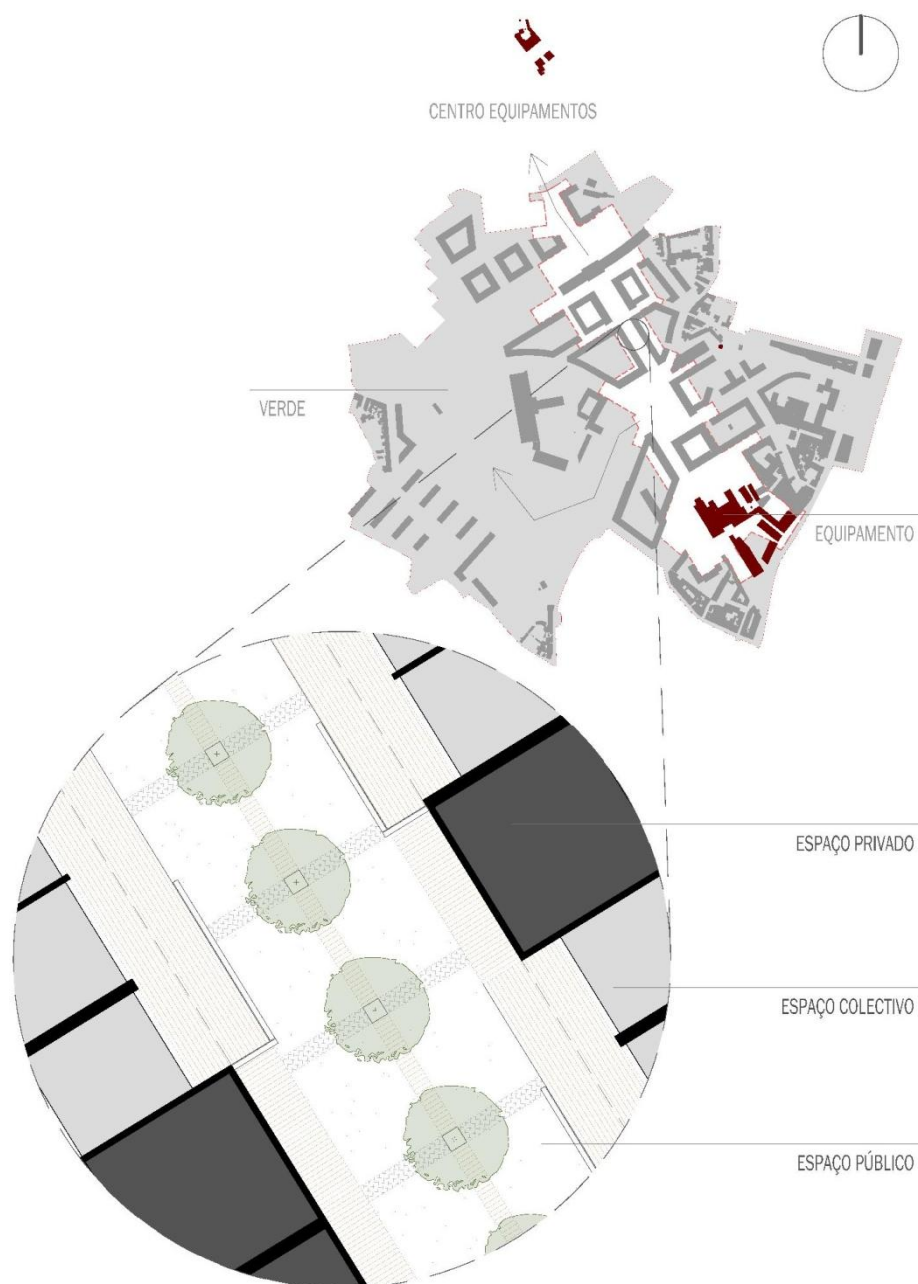 CENTRO EQUIPAMENTOS
VERDE
EQUIPAMENTO
ESPAÇO PRIVADO
ESPAÇO COLECTIVO
ESPAÇO PÚBLICO